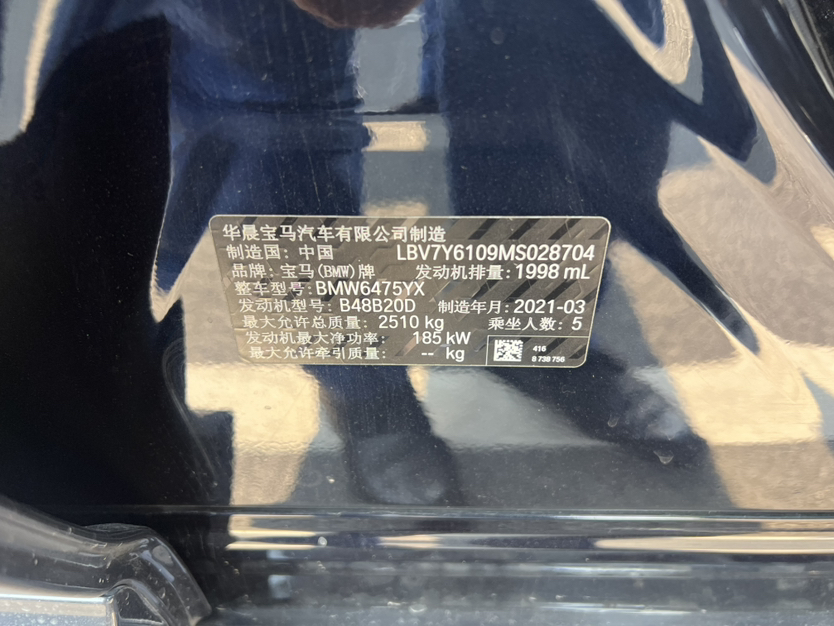 华晨宝马汽车有限公司制造
制造国: 中国 LBV7Y6109MS028704
品牌: 宝马(BMW)牌 发动机排量: 1998 mL
整车型号: BMW6475YX
发动机型号: B48B20D 制造年月: 2021-03
最大允许总质量: 2510 kg 乘坐人数: 5
发动机最大净功率: 185 kW
最大允许牵引质量: -- kg
416
8 739 756